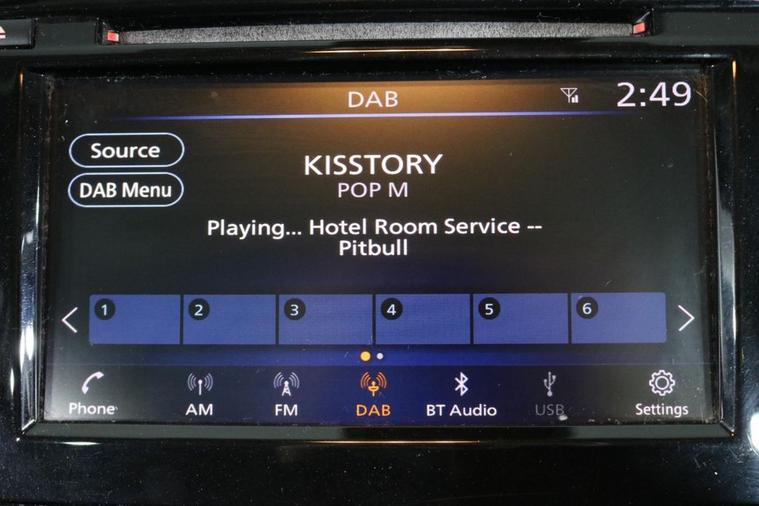 DAB
2:49
Source
KISSTORY
DAB Menu
POP M
Playing... Hotel Room Service --
Pitbull
1 2 3 4 5 6
Phone AM FM DAB BT Audio USB Settings